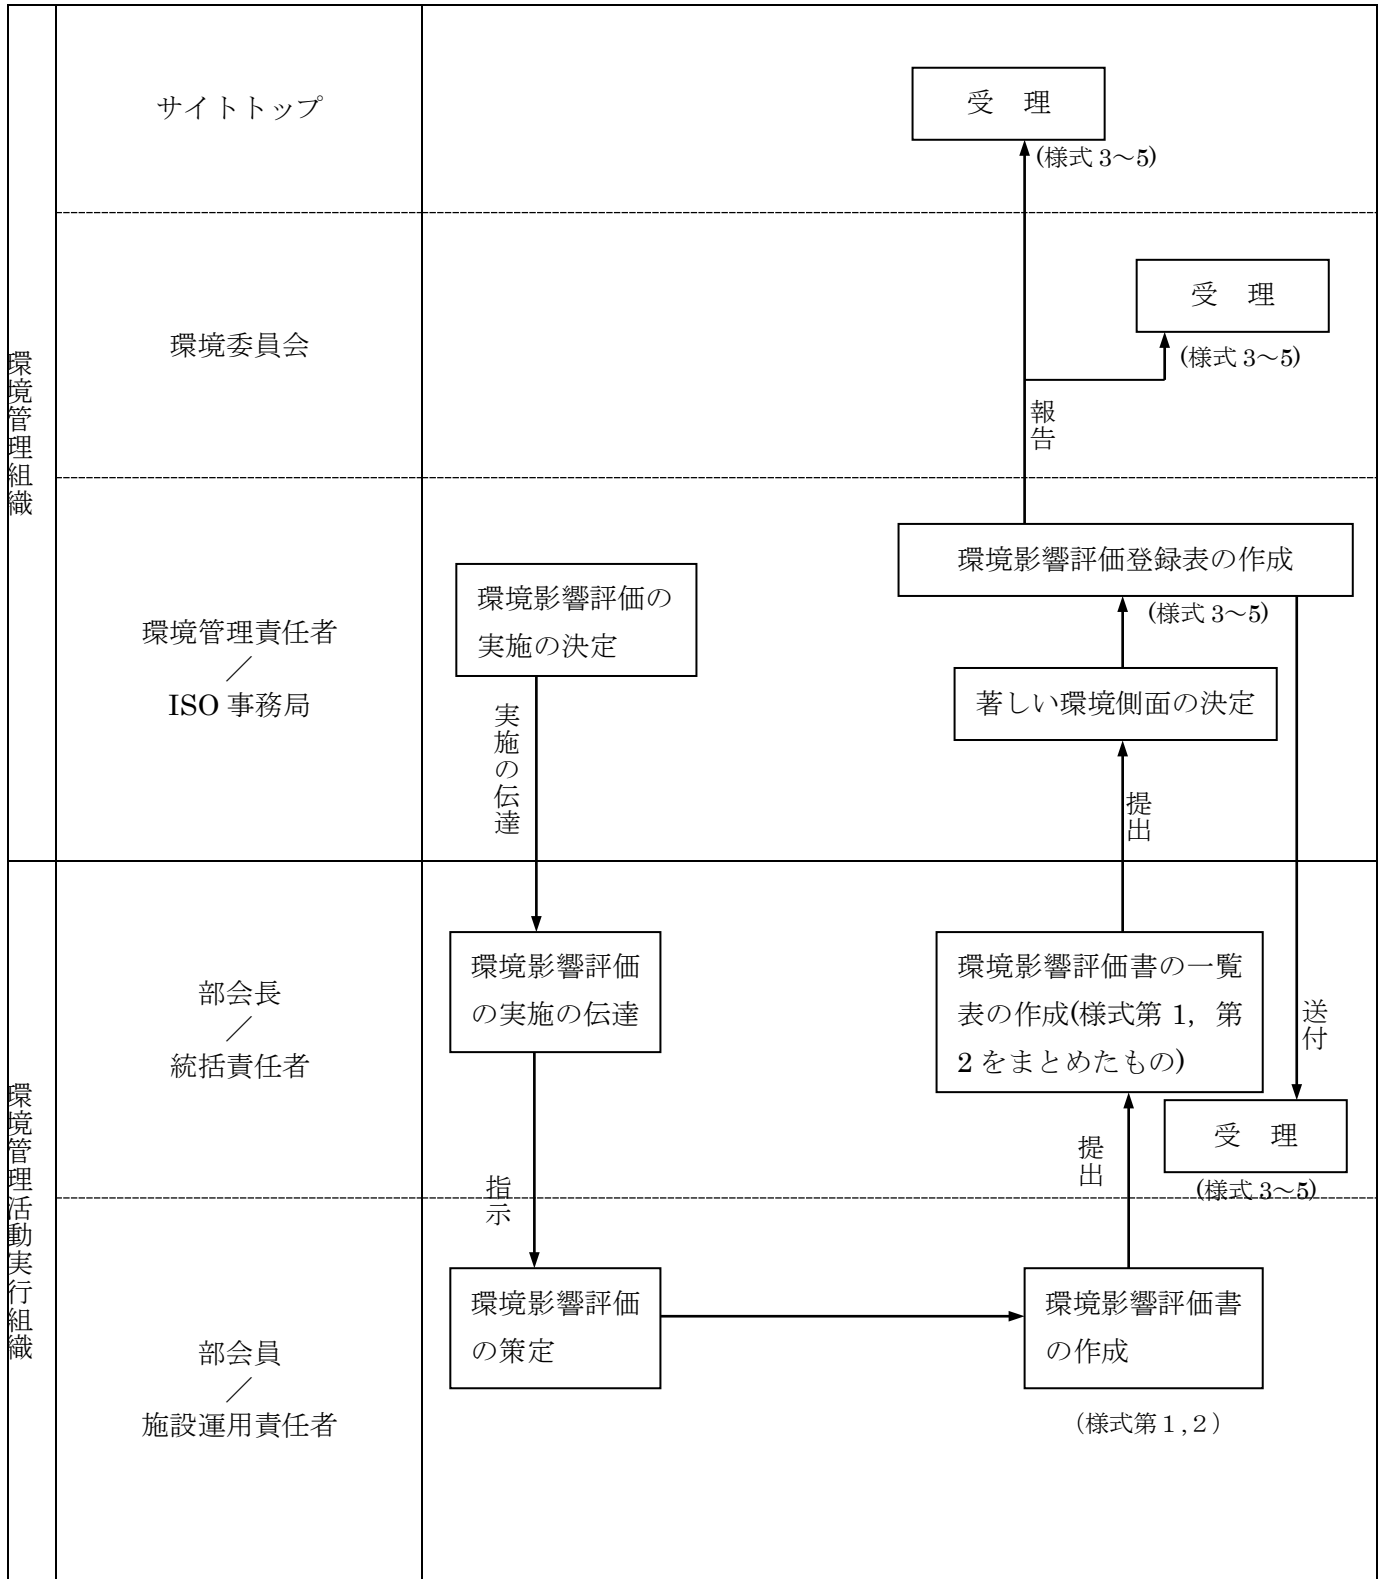 環境管理組織
サイトトップ
受　理
(様式 3～5)
環境委員会
受　理
(様式 3～5)
報告
環境管理責任者
／
ISO 事務局
環境影響評価の
実施の決定
実施の伝達
環境影響評価登録表の作成
(様式 3～5)
著しい環境側面の決定
提出
環境管理活動実行組織
部会長
／
統括責任者
環境影響評価
の実施の伝達
環境影響評価書の一覧
表の作成(様式第 1，第
2 をまとめたもの)
送付
受　理
(様式 3～5)
提出
指示
部会員
／
施設運用責任者
環境影響評価
の策定
環境影響評価書
の作成
（様式第１,２）